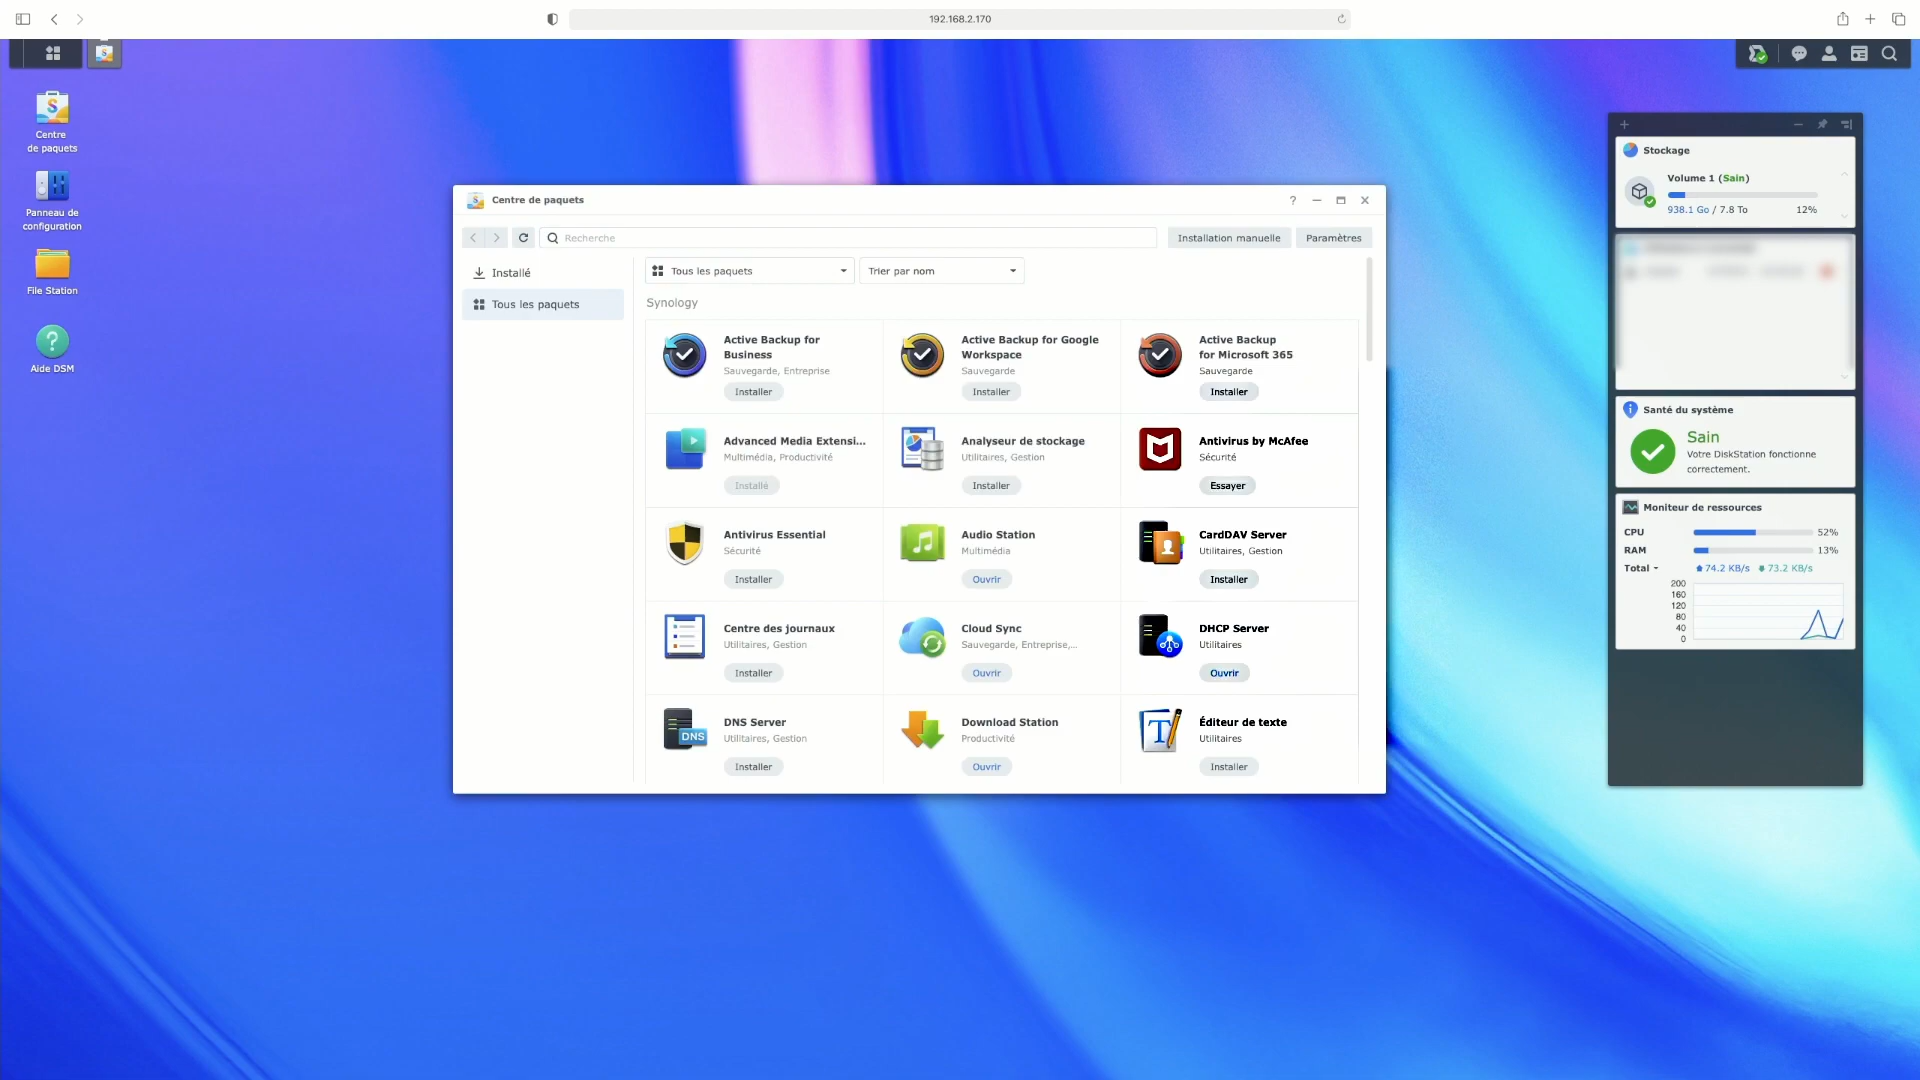 192.168.2.170
Centre
de paquets
Panneau de
configuration
File Station
Aide DSM
Centre de paquets
Recherche
Installation manuelle
Paramètres
Installé
Tous les paquets
Tous les paquets
Trier par nom
Synology
Active Backup for
Business
Sauvegarde, Entreprise
Installer
Active Backup for Google
Workspace
Sauvegarde
Installer
Active Backup
for Microsoft 365
Sauvegarde
Installer
Advanced Media Extensi...
Multimédia, Productivité
Installé
Analyseur de stockage
Utilitaires, Gestion
Installer
Antivirus by McAfee
Sécurité
Essayer
Antivirus Essential
Sécurité
Installer
Audio Station
Multimédia
Ouvrir
CardDAV Server
Utilitaires, Gestion
Installer
Centre des journaux
Utilitaires, Gestion
Installer
Cloud Sync
Sauvegarde, Entreprise,...
Ouvrir
DHCP Server
Utilitaires
Ouvrir
DNS
DNS Server
Utilitaires, Gestion
Installer
Download Station
Productivité
Ouvrir
Éditeur de texte
Utilitaires
Installer
Stockage
Volume 1 (Sain)
938.1 Go / 7.8 To 12%
Santé du système
Sain
Votre DiskStation fonctionne
correctement.
Moniteur de ressources
CPU 52%
RAM 13%
Total 74.2 KB/s 73.2 KB/s
200
160
120
80
40
0